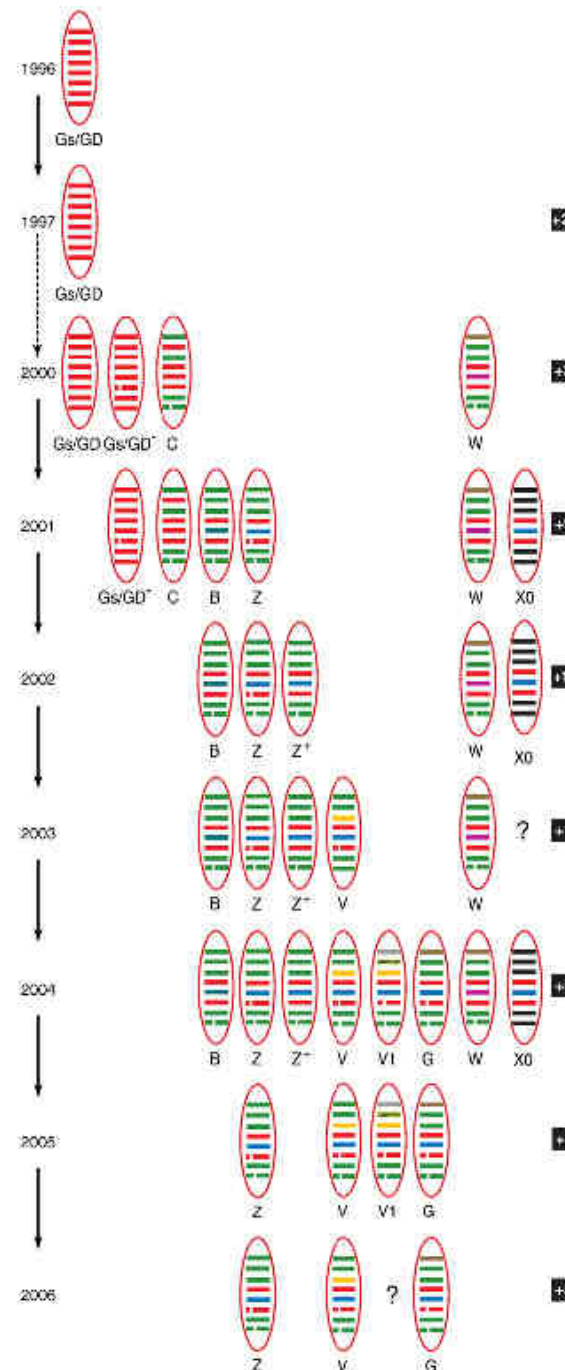 1996
Gs/GD
1997
Gs/GD
2000
Gs/GD Gs/GD⁻ C W
2001
Gs/GD⁺ C B Z W X0
2002
B Z Z⁺ W X0
2003
?
B Z Z⁺ V W
2004
B Z Z⁺ V V1 G W X0
2005
Z V V1 G
2006
?
Z V G